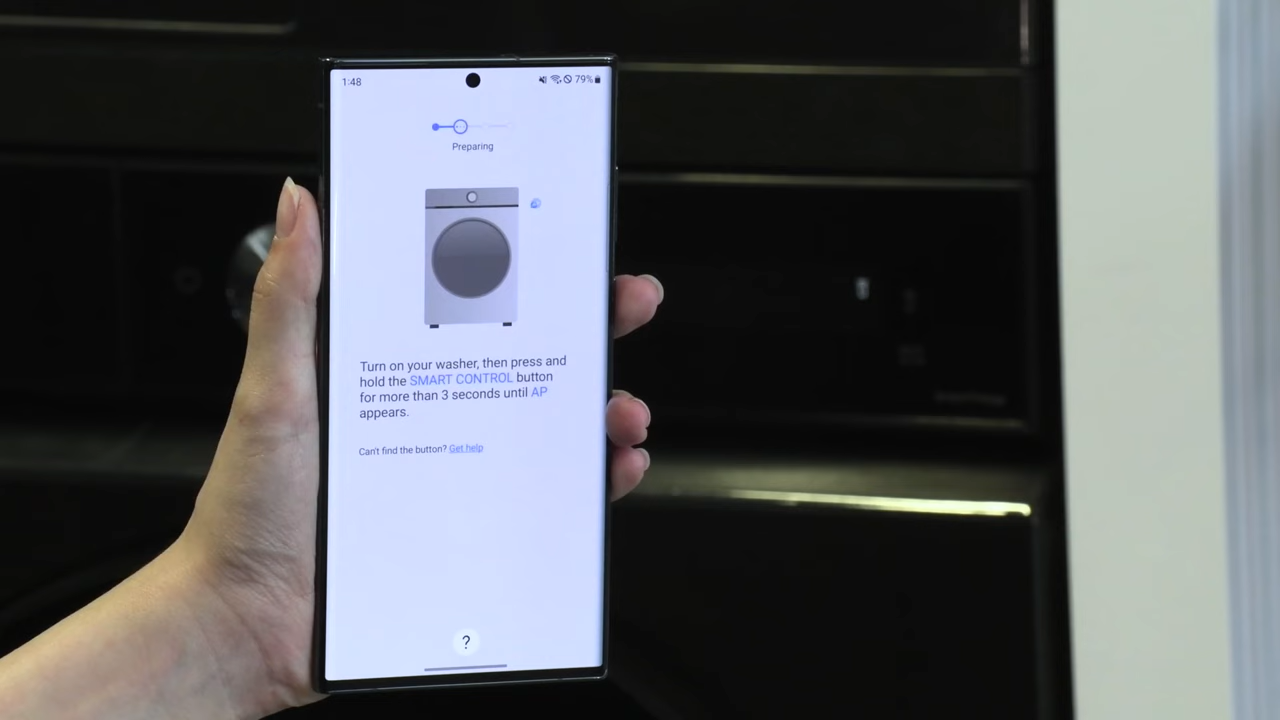 1:48
79%
Preparing
Turn on your washer, then press and
hold the SMART CONTROL button
for more than 3 seconds until AP
appears.
Can't find the button? Get help
?